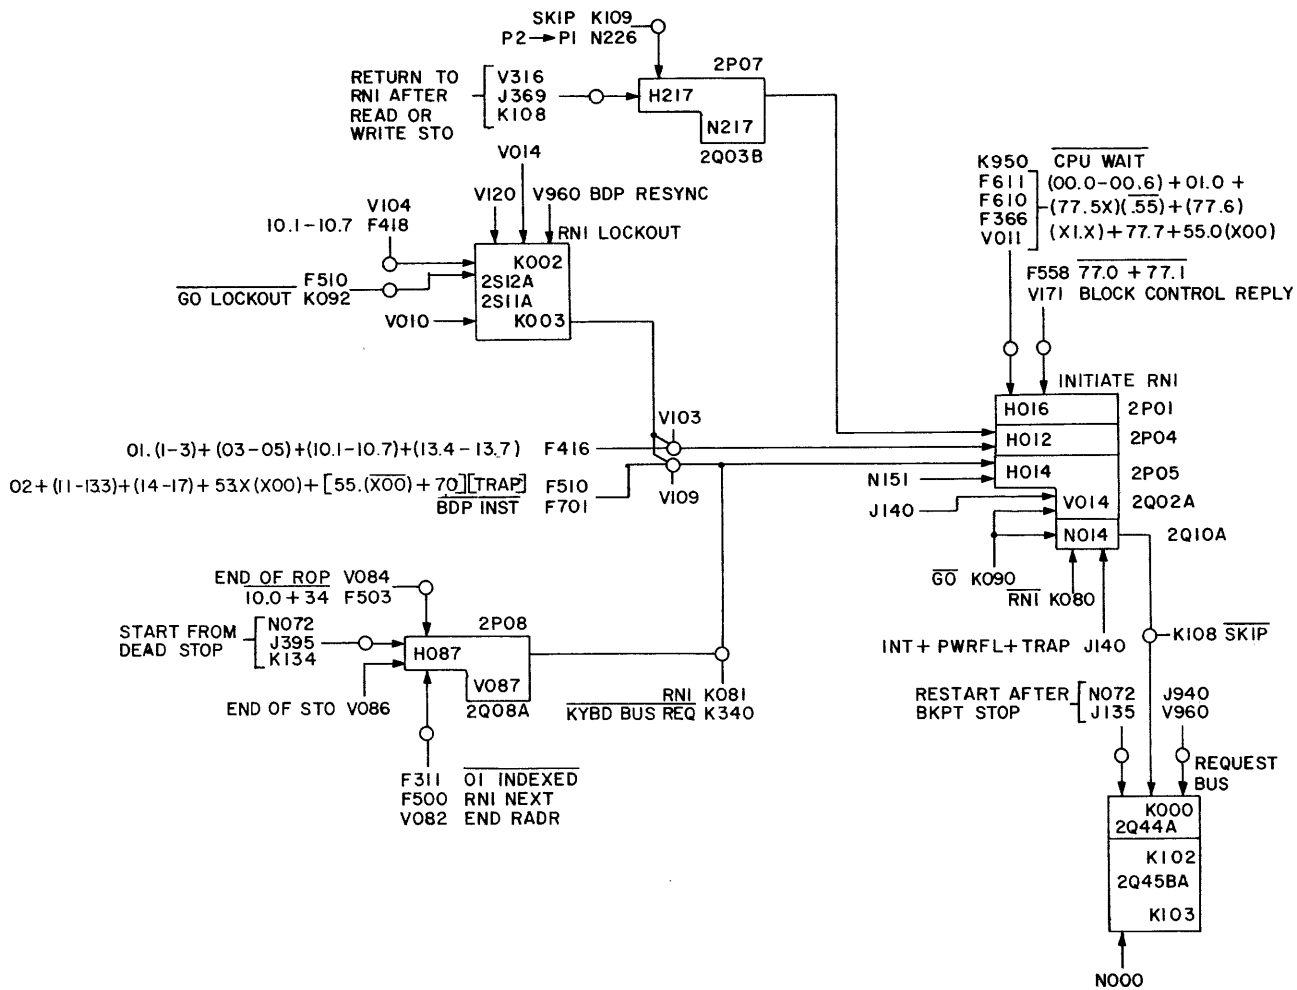 SKIP K109
P2→P1 N226
2P07
RETURN TO
RNI AFTER
READ OR
WRITE STO
V316
J369
K108
H217
N217
2Q03B
V014
V120
V960 BDP RESYNC
RNI LOCKOUT
V104
10.1-10.7 F418
F510
GO LOCKOUT K092
V010
K002
2S12A
2S11A
K003
K950 CPU WAIT
F611
F610
F366
V011
(00.0-00.6)+01.0+
(77.5X)(.55)+(77.6)
(X1.X)+77.7+55.0(X00)
F558 77.0+77.1
V171 BLOCK CONTROL REPLY
INITIATE RNI
H016 2P01
H012 2P04
H014 2P05
V014 2Q02A
N014 2Q10A
V103
01.(1-3)+(03-05)+(10.1-10.7)+(13.4-13.7) F416
02+(11-13.3)+(14-17)+53.X(X00)+[55.(X00)+70][TRAP] F510
BDP INST F701
V109
N151
J140
GO K090
RNI K080
INT+PWRFL+TRAP J140
K108 SKIP
END OF ROP V084
10.0+34 F503
START FROM
DEAD STOP
N072
J395
K134
END OF STO V086
2P08
H087
V087
2Q08A
RNI K081
KYBD BUS REQ K340
F311 01 INDEXED
F500 RNI NEXT
V082 END RADR
RESTART AFTER
BKPT STOP
N072
J135
J940
V960
REQUEST
BUS
K000
2Q44A
K102
2Q45BA
K103
N000